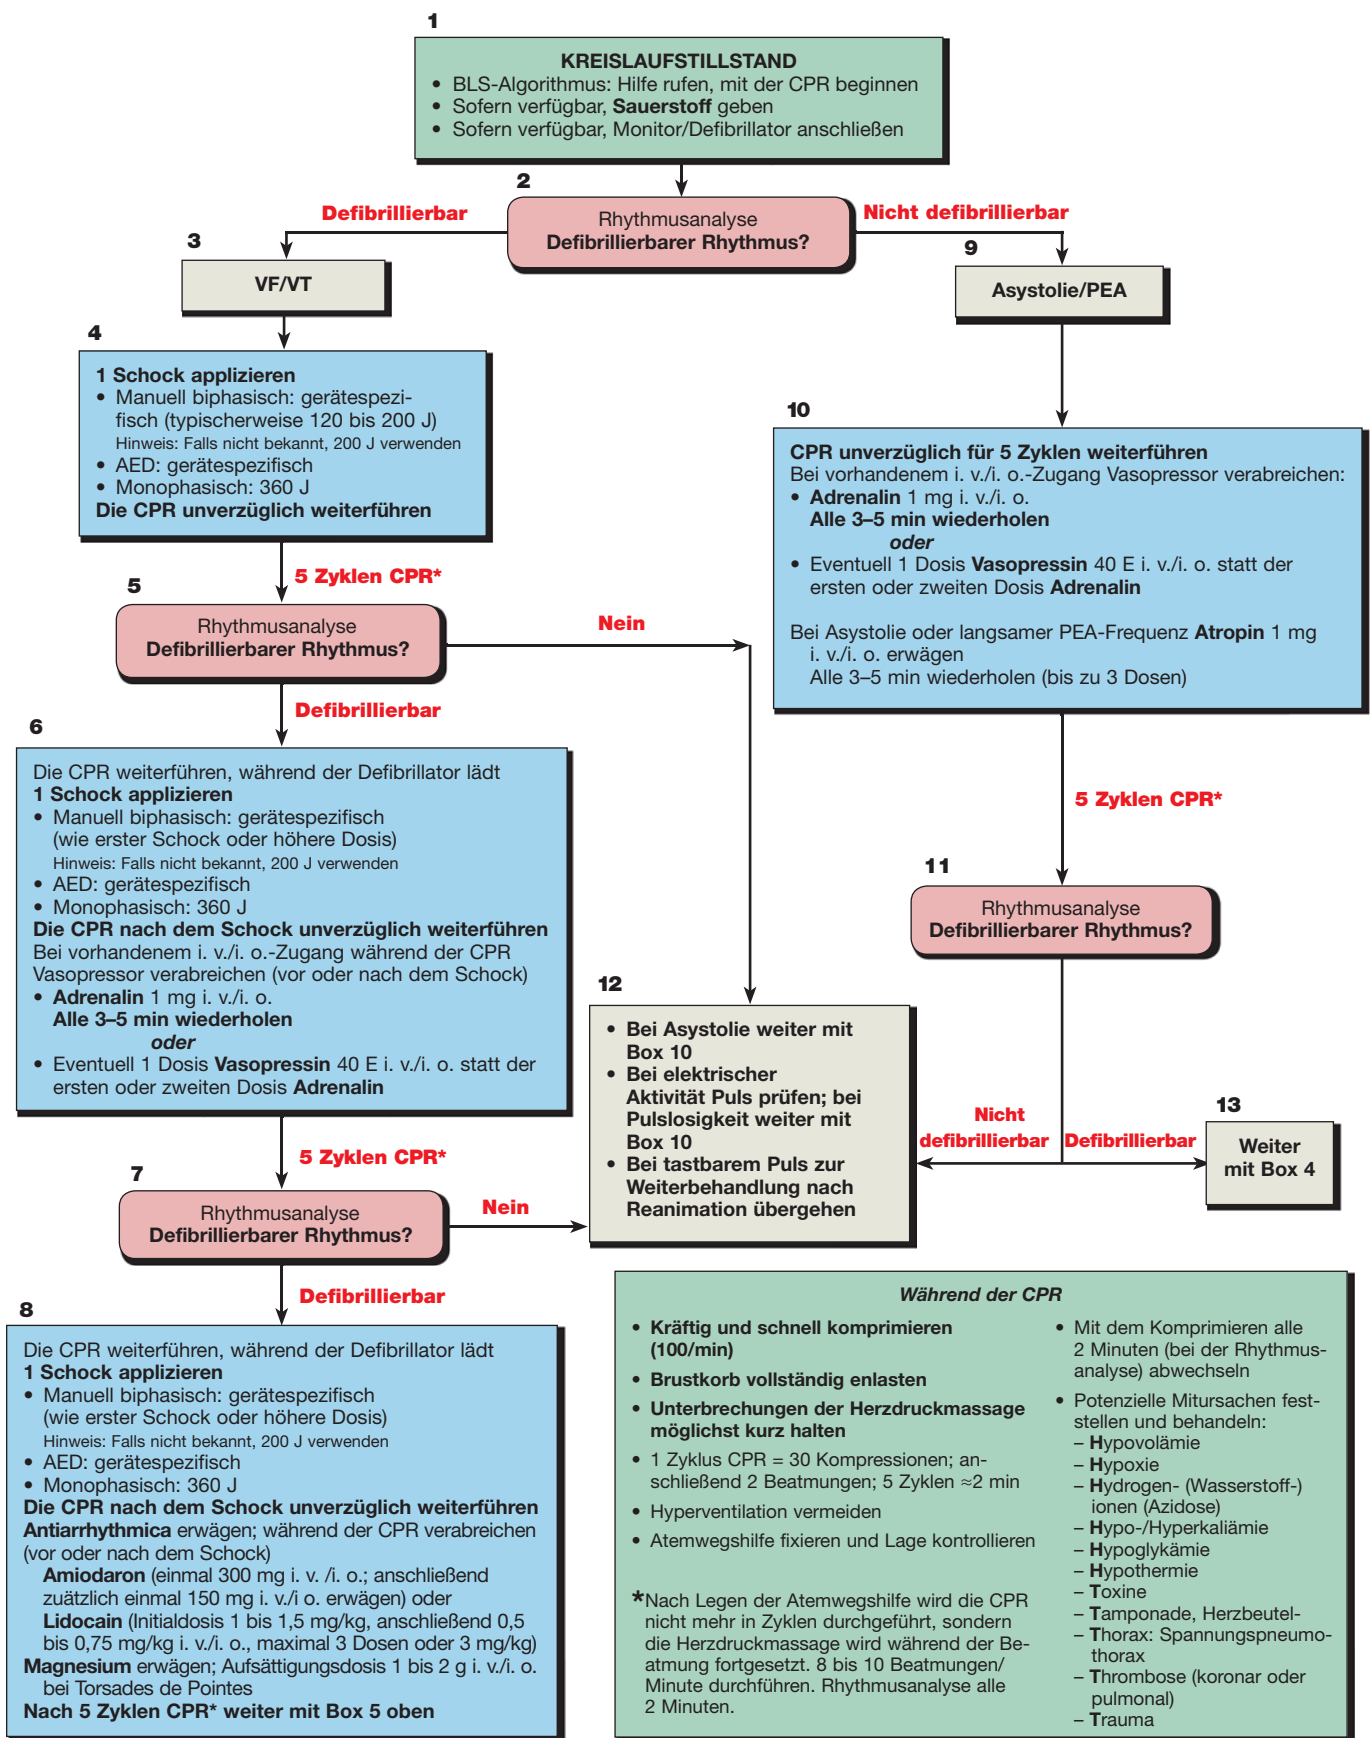 1
KREISLAUFSTILLSTAND
• BLS-Algorithmus: Hilfe rufen, mit der CPR beginnen
• Sofern verfügbar, Sauerstoff geben
• Sofern verfügbar, Monitor/Defibrillator anschließen
2
Rhythmusanalyse
Defibrillierbarer Rhythmus?
Defibrillierbar
Nicht defibrillierbar
3
VF/VT
4
1 Schock applizieren
• Manuell biphasisch: gerätespezi-
fisch (typischerweise 120 bis 200 J)
Hinweis: Falls nicht bekannt, 200 J verwenden
• AED: gerätespezifisch
• Monophasisch: 360 J
Die CPR unverzüglich weiterführen
5 Zyklen CPR*
5
Rhythmusanalyse
Defibrillierbarer Rhythmus?
Nein
Defibrillierbar
6
Die CPR weiterführen, während der Defibrillator lädt
1 Schock applizieren
• Manuell biphasisch: gerätespezifisch
(wie erster Schock oder höhere Dosis)
Hinweis: Falls nicht bekannt, 200 J verwenden
• AED: gerätespezifisch
• Monophasisch: 360 J
Die CPR nach dem Schock unverzüglich weiterführen
Bei vorhandenem i. v./i. o.-Zugang während der CPR
Vasopressor verabreichen (vor oder nach dem Schock)
• Adrenalin 1 mg i. v./i. o.
Alle 3–5 min wiederholen
oder
• Eventuell 1 Dosis Vasopressin 40 E i. v./i. o. statt der
ersten oder zweiten Dosis Adrenalin
5 Zyklen CPR*
7
Rhythmusanalyse
Defibrillierbarer Rhythmus?
Nein
Defibrillierbar
8
Die CPR weiterführen, während der Defibrillator lädt
1 Schock applizieren
• Manuell biphasisch: gerätespezifisch
(wie erster Schock oder höhere Dosis)
Hinweis: Falls nicht bekannt, 200 J verwenden
• AED: gerätespezifisch
• Monophasisch: 360 J
Die CPR nach dem Schock unverzüglich weiterführen
Antiarrhythmica erwägen; während der CPR verabreichen
(vor oder nach dem Schock)
Amiodaron (einmal 300 mg i. v. /i. o.; anschließend
zuätzlich einmal 150 mg i. v./i o. erwägen) oder
Lidocain (Initialdosis 1 bis 1,5 mg/kg, anschließend 0,5
bis 0,75 mg/kg i. v./i. o., maximal 3 Dosen oder 3 mg/kg)
Magnesium erwägen; Aufsättigungsdosis 1 bis 2 g i. v./i. o.
bei Torsades de Pointes
Nach 5 Zyklen CPR* weiter mit Box 5 oben
9
Asystolie/PEA
10
CPR unverzüglich für 5 Zyklen weiterführen
Bei vorhandenem i. v./i. o.-Zugang Vasopressor verabreichen:
• Adrenalin 1 mg i. v./i. o.
Alle 3–5 min wiederholen
oder
• Eventuell 1 Dosis Vasopressin 40 E i. v./i. o. statt der
ersten oder zweiten Dosis Adrenalin
Bei Asystolie oder langsamer PEA-Frequenz Atropin 1 mg
i. v./i. o. erwägen
Alle 3–5 min wiederholen (bis zu 3 Dosen)
5 Zyklen CPR*
11
Rhythmusanalyse
Defibrillierbarer Rhythmus?
Nicht
defibrillierbar
Defibrillierbar
12
• Bei Asystolie weiter mit
Box 10
• Bei elektrischer
Aktivität Puls prüfen; bei
Pulslosigkeit weiter mit
Box 10
• Bei tastbarem Puls zur
Weiterbehandlung nach
Reanimation übergehen
13
Weiter
mit Box 4
Während der CPR
• Kräftig und schnell komprimieren
(100/min)
• Brustkorb vollständig enlasten
• Unterbrechungen der Herzdruckmassage
möglichst kurz halten
• 1 Zyklus CPR = 30 Kompressionen; an-
schließend 2 Beatmungen; 5 Zyklen ≈2 min
• Hyperventilation vermeiden
• Atemwegshilfe fixieren und Lage kontrollieren
*Nach Legen der Atemwegshilfe wird die CPR
nicht mehr in Zyklen durchgeführt, sondern
die Herzdruckmassage wird während der Be-
atmung fortgesetzt. 8 bis 10 Beatmungen/
Minute durchführen. Rhythmusanalyse alle
2 Minuten.
• Mit dem Komprimieren alle
2 Minuten (bei der Rhythmus-
analyse) abwechseln
• Potenzielle Mitursachen fest-
stellen und behandeln:
– Hypovolämie
– Hypoxie
– Hydrogen- (Wasserstoff-)
ionen (Azidose)
– Hypo-/Hyperkaliämie
– Hypoglykämie
– Hypothermie
– Toxine
– Tamponade, Herzbeutel-
– Thorax: Spannungspneumo-
thorax
– Thrombose (koronar oder
pulmonal)
– Trauma